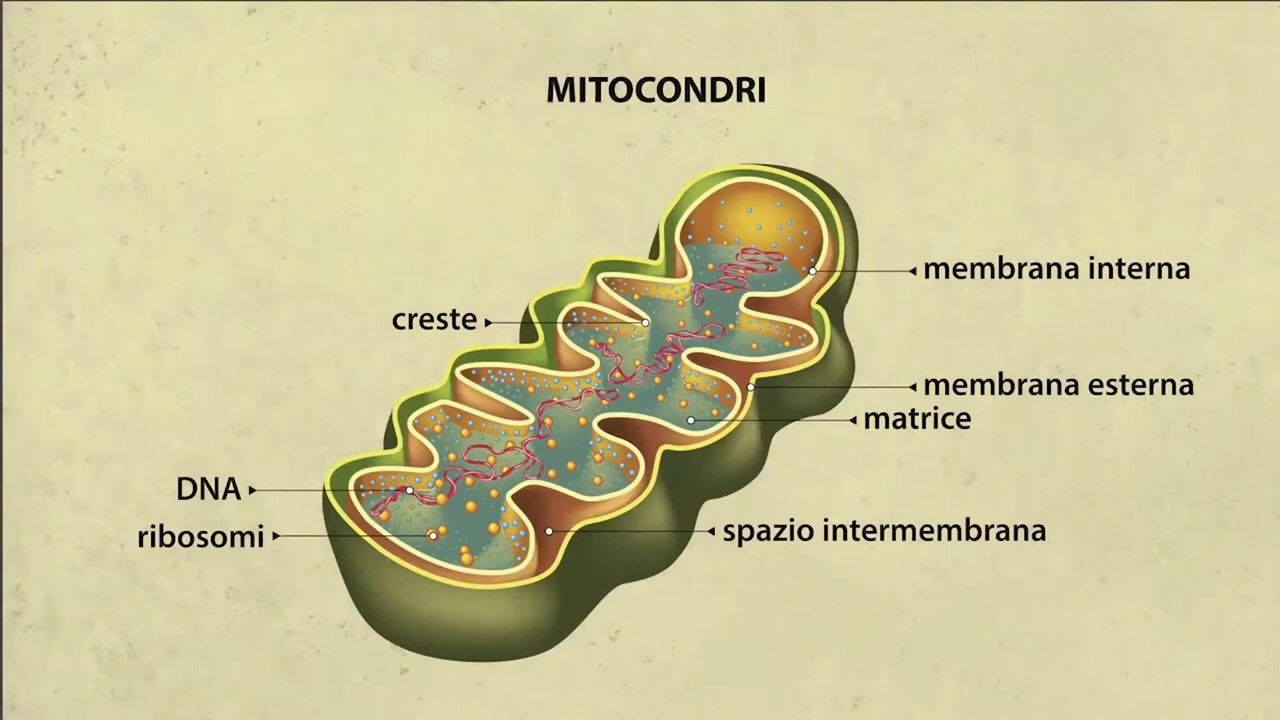 MITOCONDRI
membrana interna
creste
membrana esterna
matrice
DNA
ribosomi
spazio intermembrana